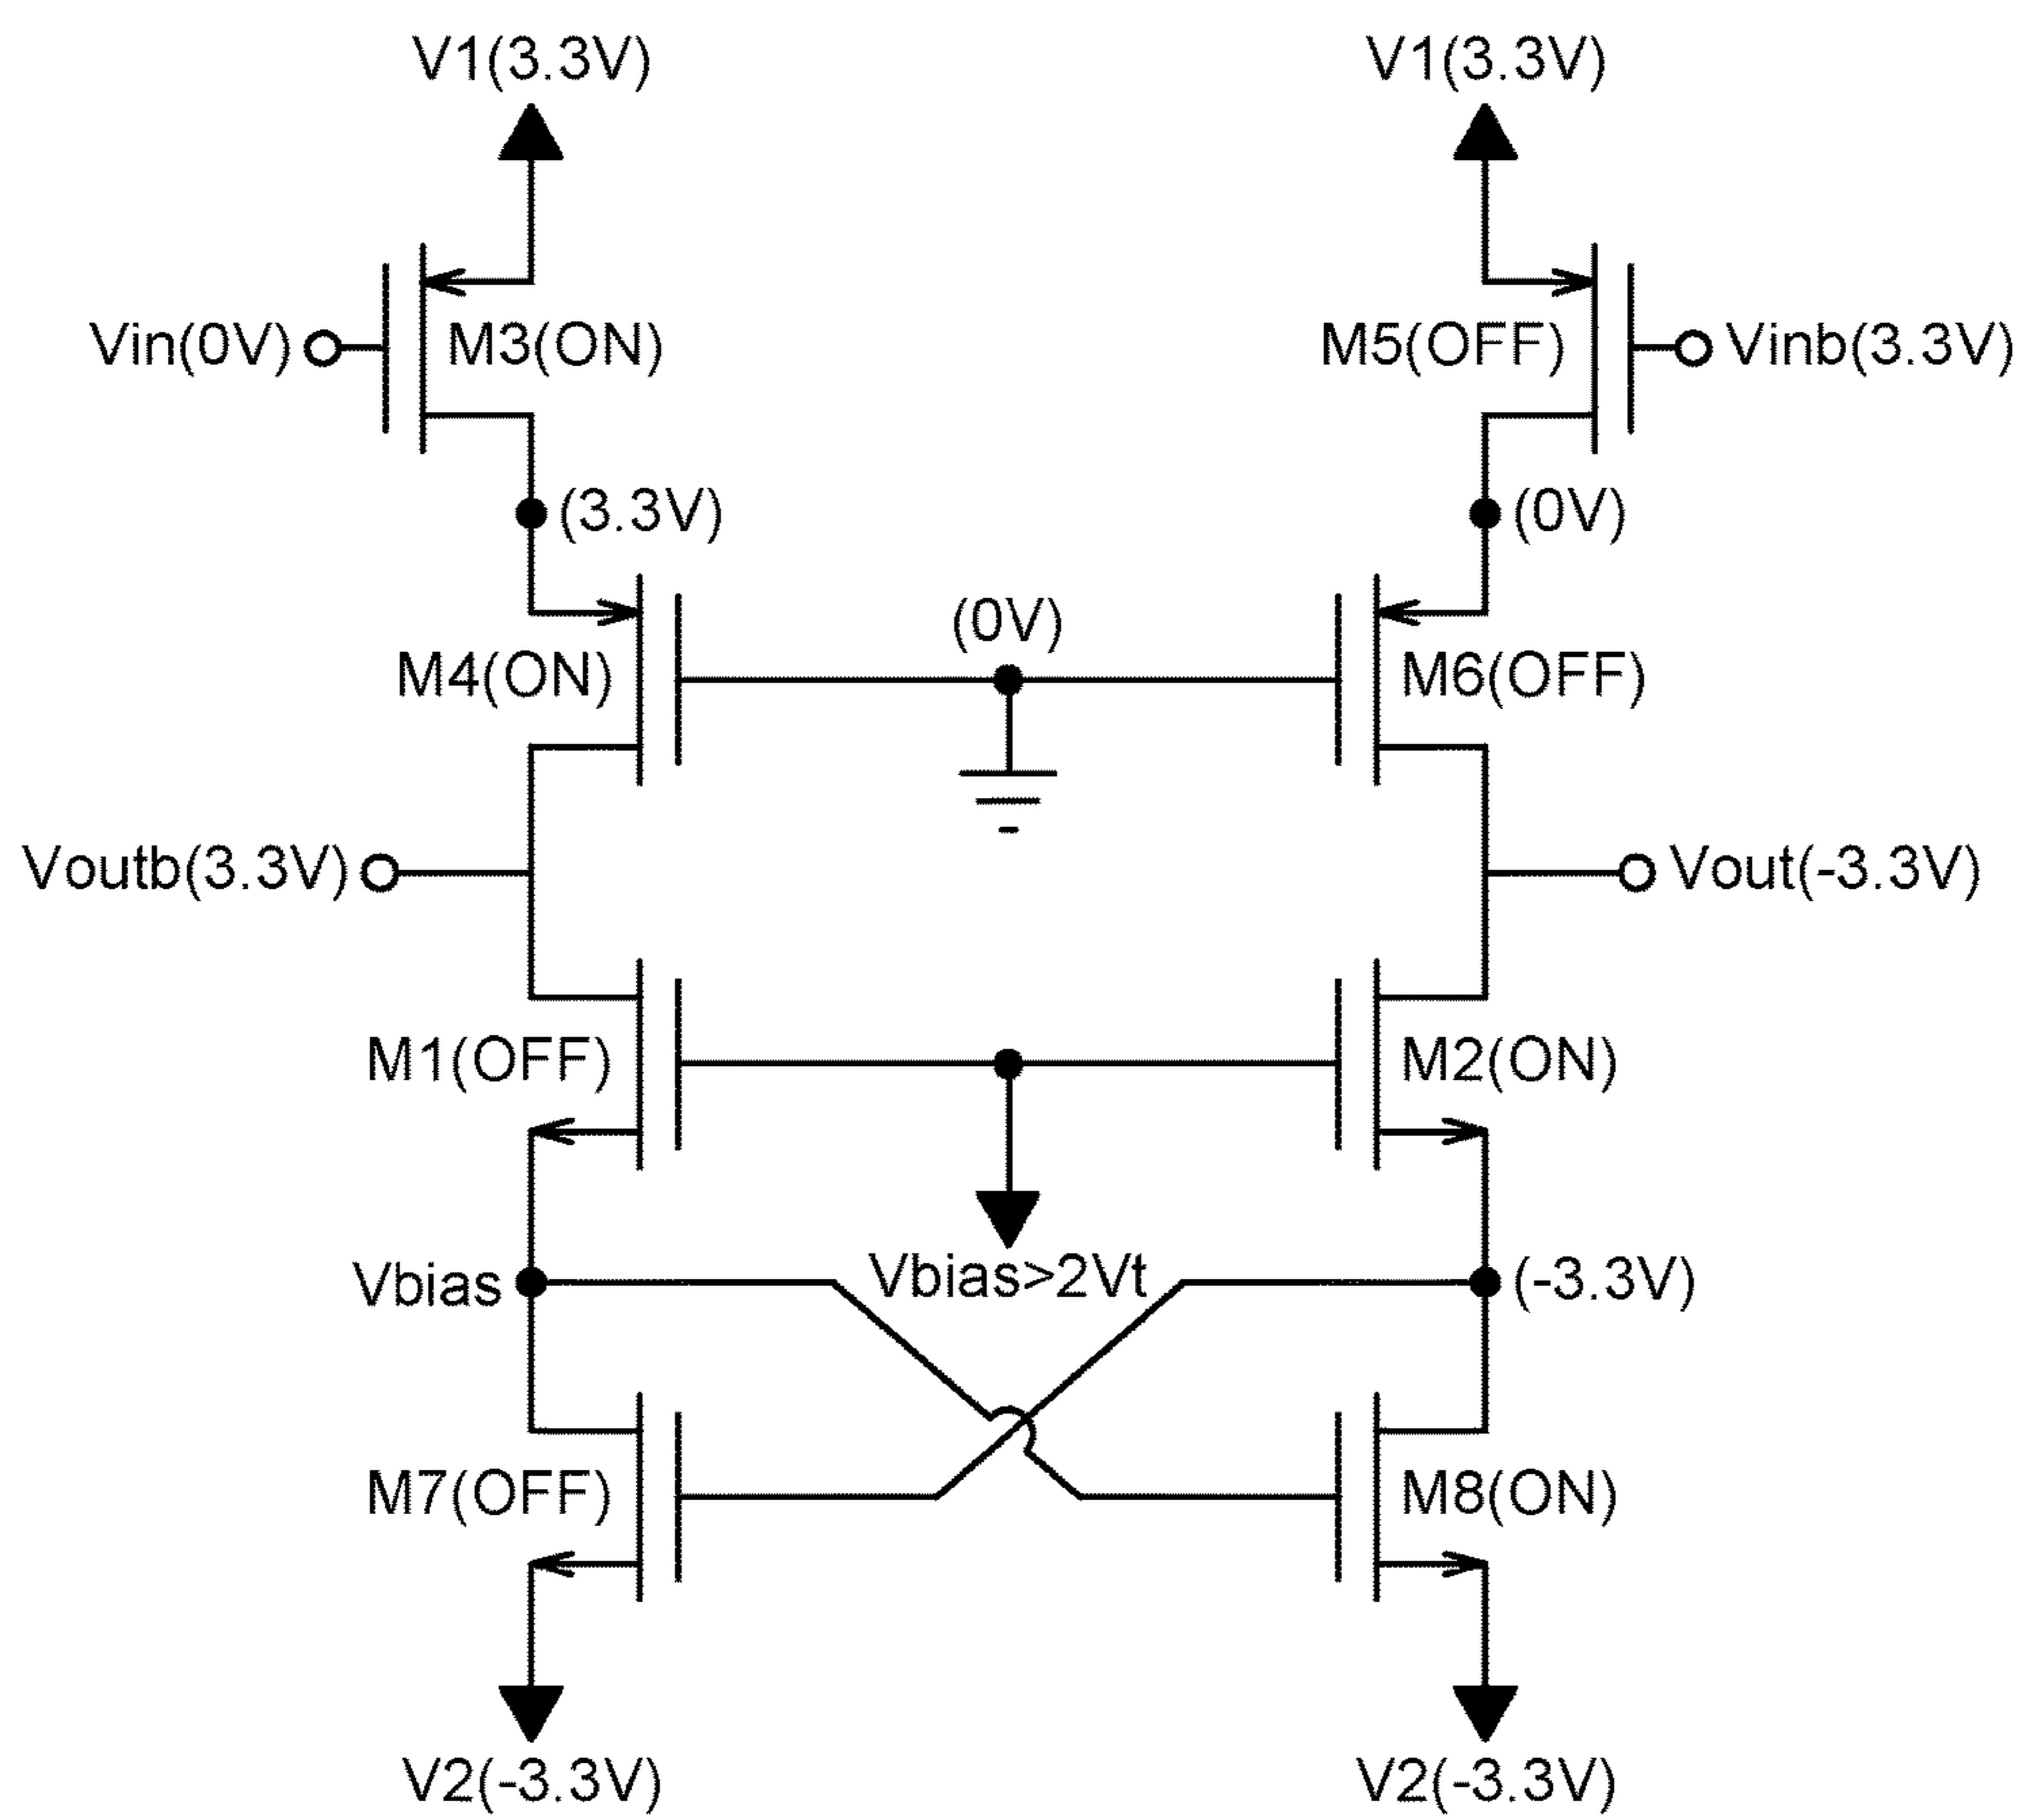 V1(3.3V)
V1(3.3V)
Vin(0V)
M3(ON)
M5(OFF)
Vinb(3.3V)
(3.3V)
(0V)
(0V)
M4(ON)
M6(OFF)
Voutb(3.3V)
Vout(-3.3V)
M1(OFF)
M2(ON)
Vbias
Vbias>2Vt
(-3.3V)
M7(OFF)
M8(ON)
V2(-3.3V)
V2(-3.3V)